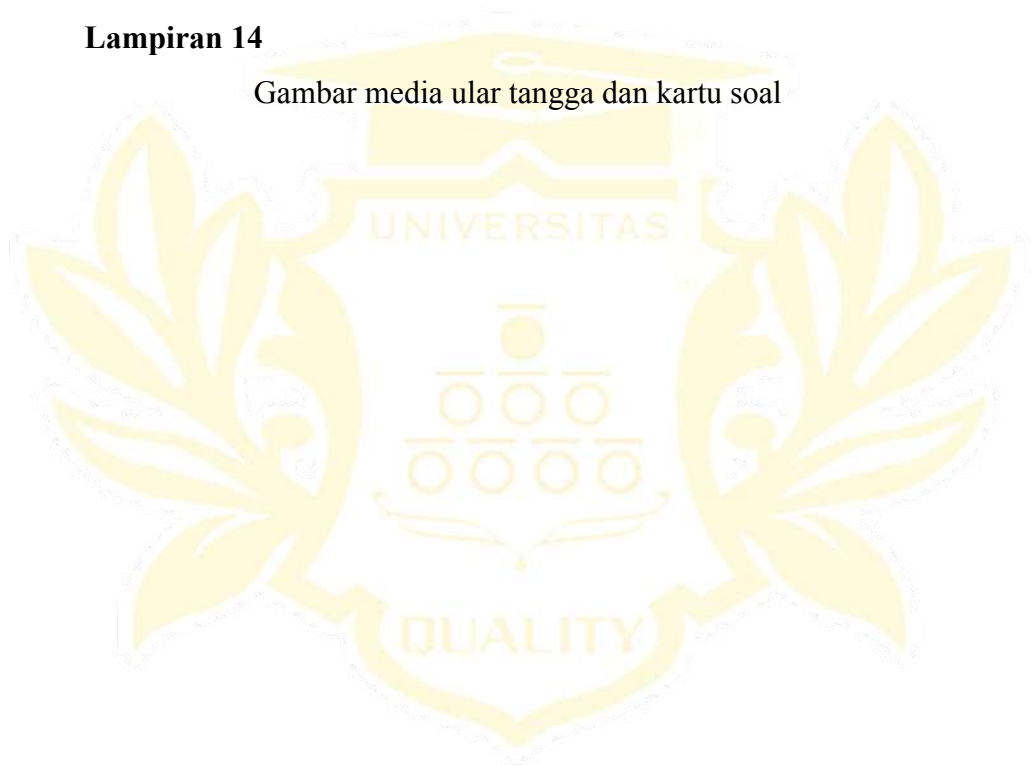 Lampiran 14
Gambar media ular tangga dan kartu soal
UNIVERSITAS
QUALITY